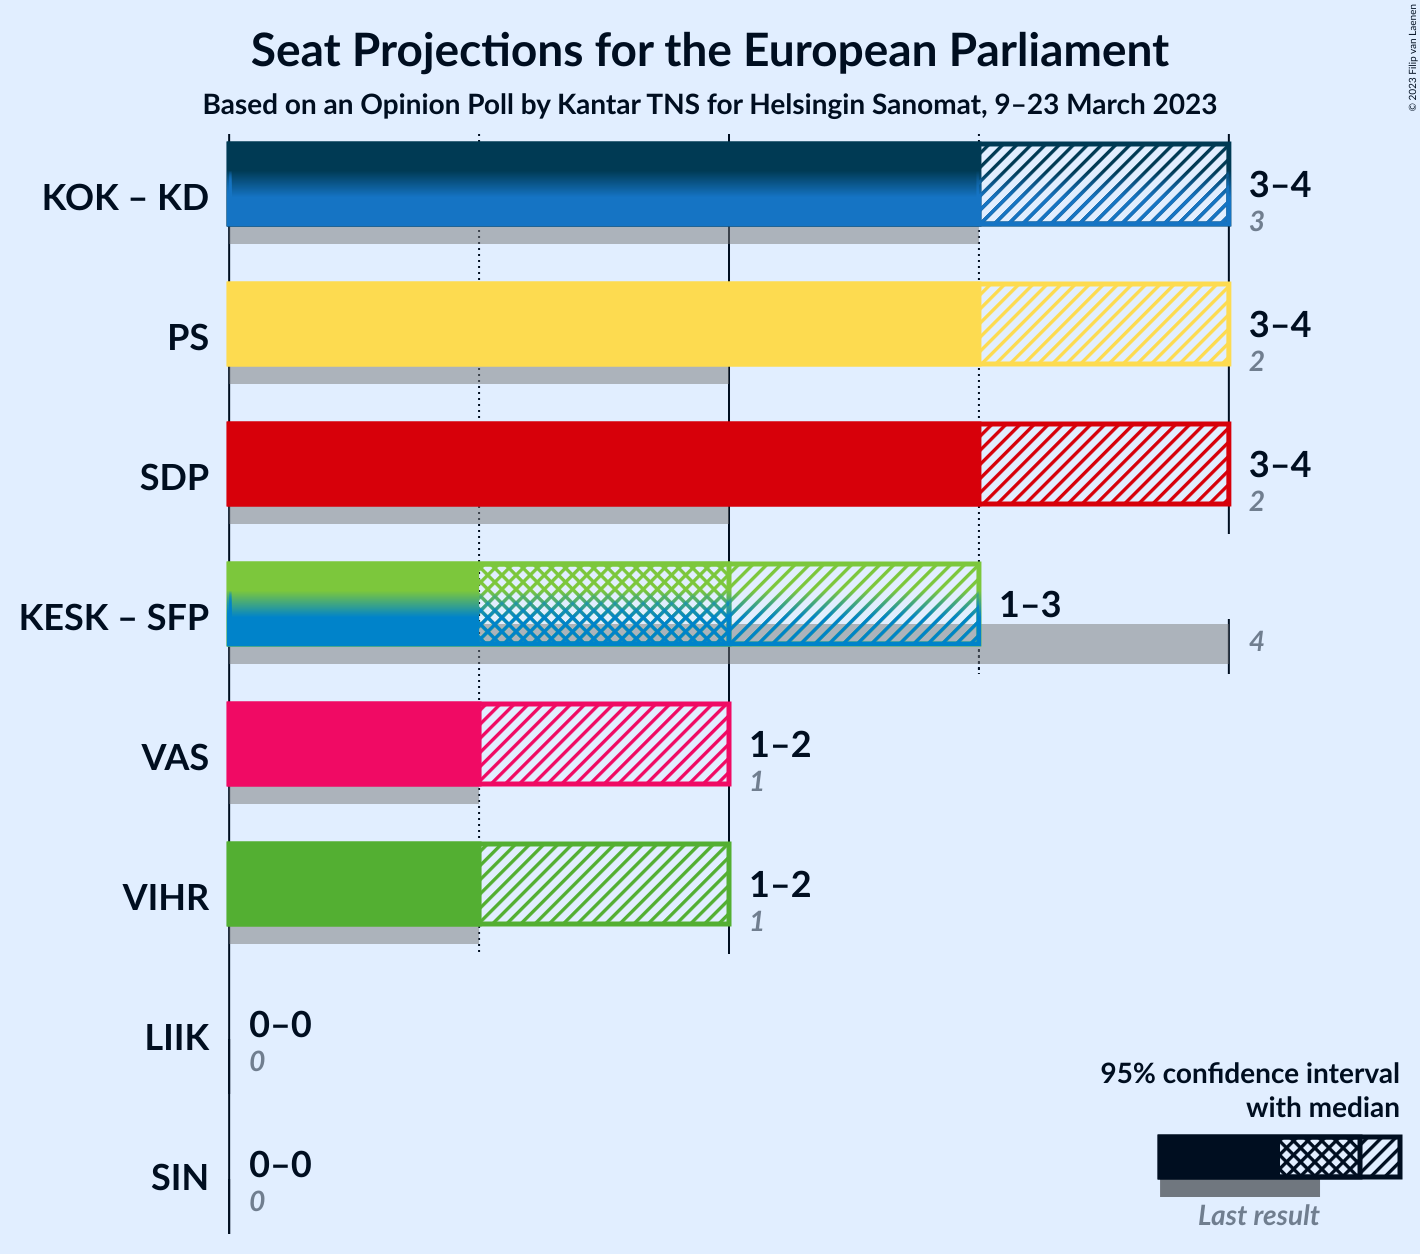 Seat Projections for the European Parliament
Based on an Opinion Poll by Kantar TNS for Helsingin Sanomat, 9–23 March 2023
© 2023 Filip van Laenen
KOK – KD
3–4
3
PS
3–4
2
SDP
3–4
2
KESK – SFP
1–3
4
VAS
1–2
1
VIHR
1–2
1
LIIK
0–0
0
SIN
0–0
0
95% confidence interval
with median
Last result